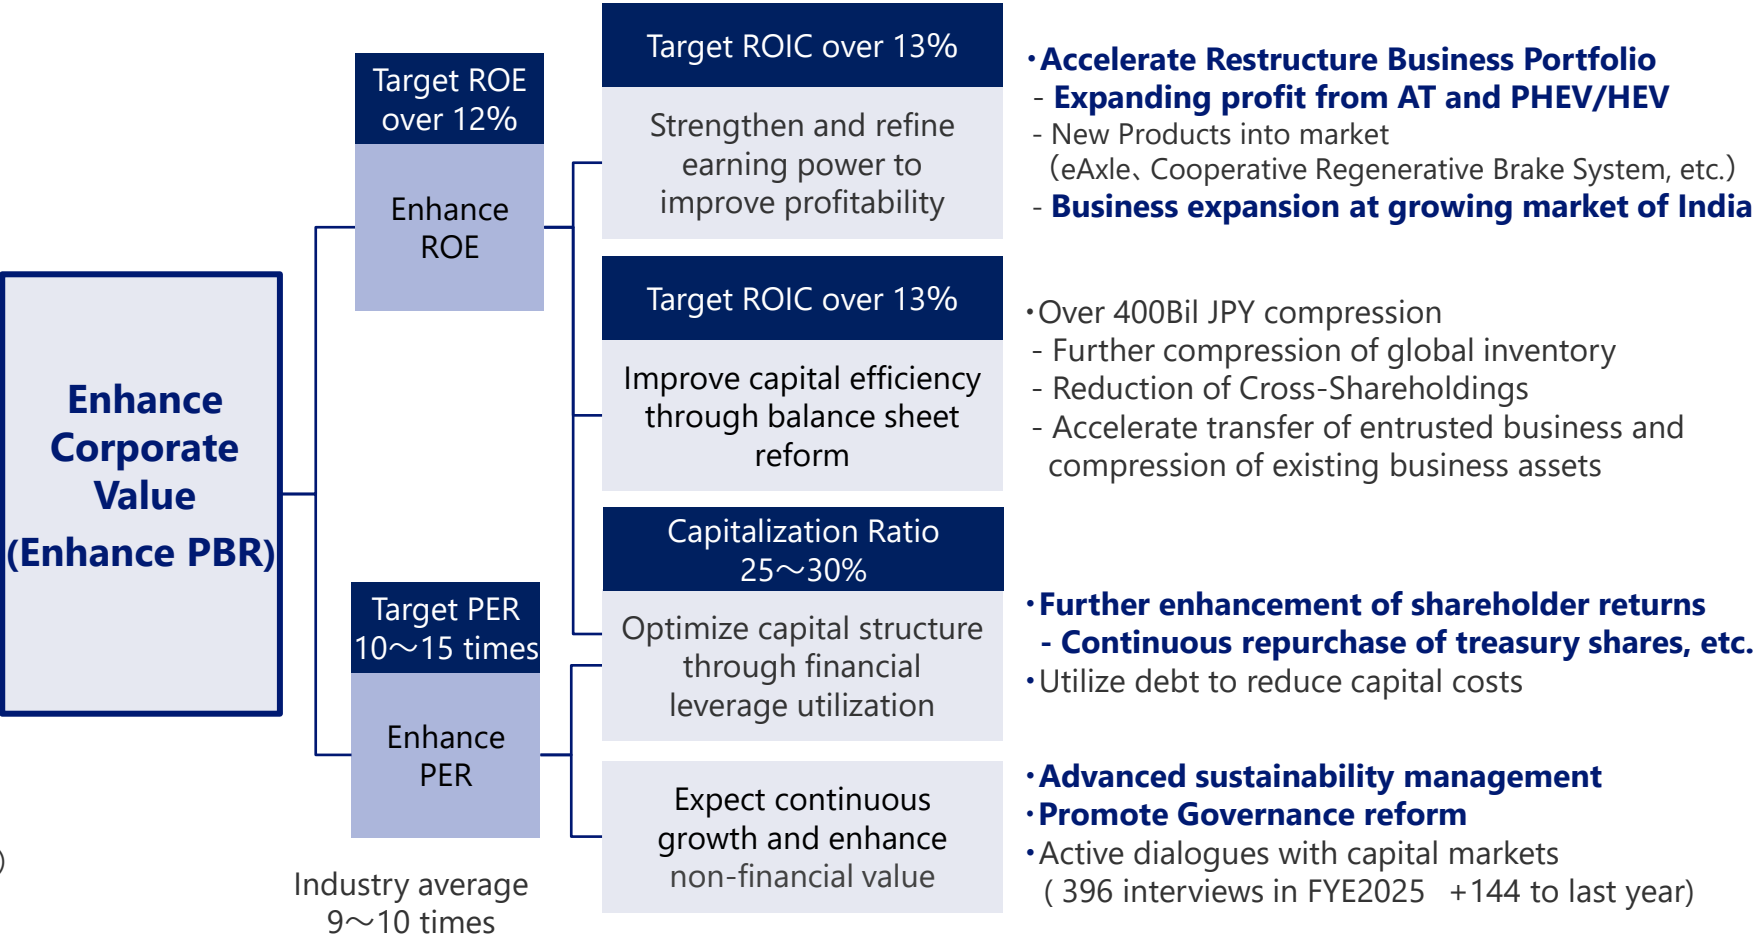 Enhance
Corporate
Value
(Enhance PBR)
Target ROE
over 12%
Enhance
ROE
Target PER
10～15 times
Enhance
PER
Industry average
9～10 times
)
Target ROIC over 13%
Strengthen and refine
earning power to
improve profitability
・Accelerate Restructure Business Portfolio
- Expanding profit from AT and PHEV/HEV
- New Products into market
（eAxle、Cooperative Regenerative Brake System, etc.）
- Business expansion at growing market of India
Target ROIC over 13%
Improve capital efficiency
through balance sheet
reform
・Over 400Bil JPY compression
- Further compression of global inventory
- Reduction of Cross-Shareholdings
- Accelerate transfer of entrusted business and
compression of existing business assets
Capitalization Ratio
25～30%
Optimize capital structure
through financial
leverage utilization
・Further enhancement of shareholder returns
- Continuous repurchase of treasury shares, etc.
・Utilize debt to reduce capital costs
Expect continuous
growth and enhance
non-financial value
・Advanced sustainability management
・Promote Governance reform
・Active dialogues with capital markets
( 396 interviews in FYE2025 +144 to last year)